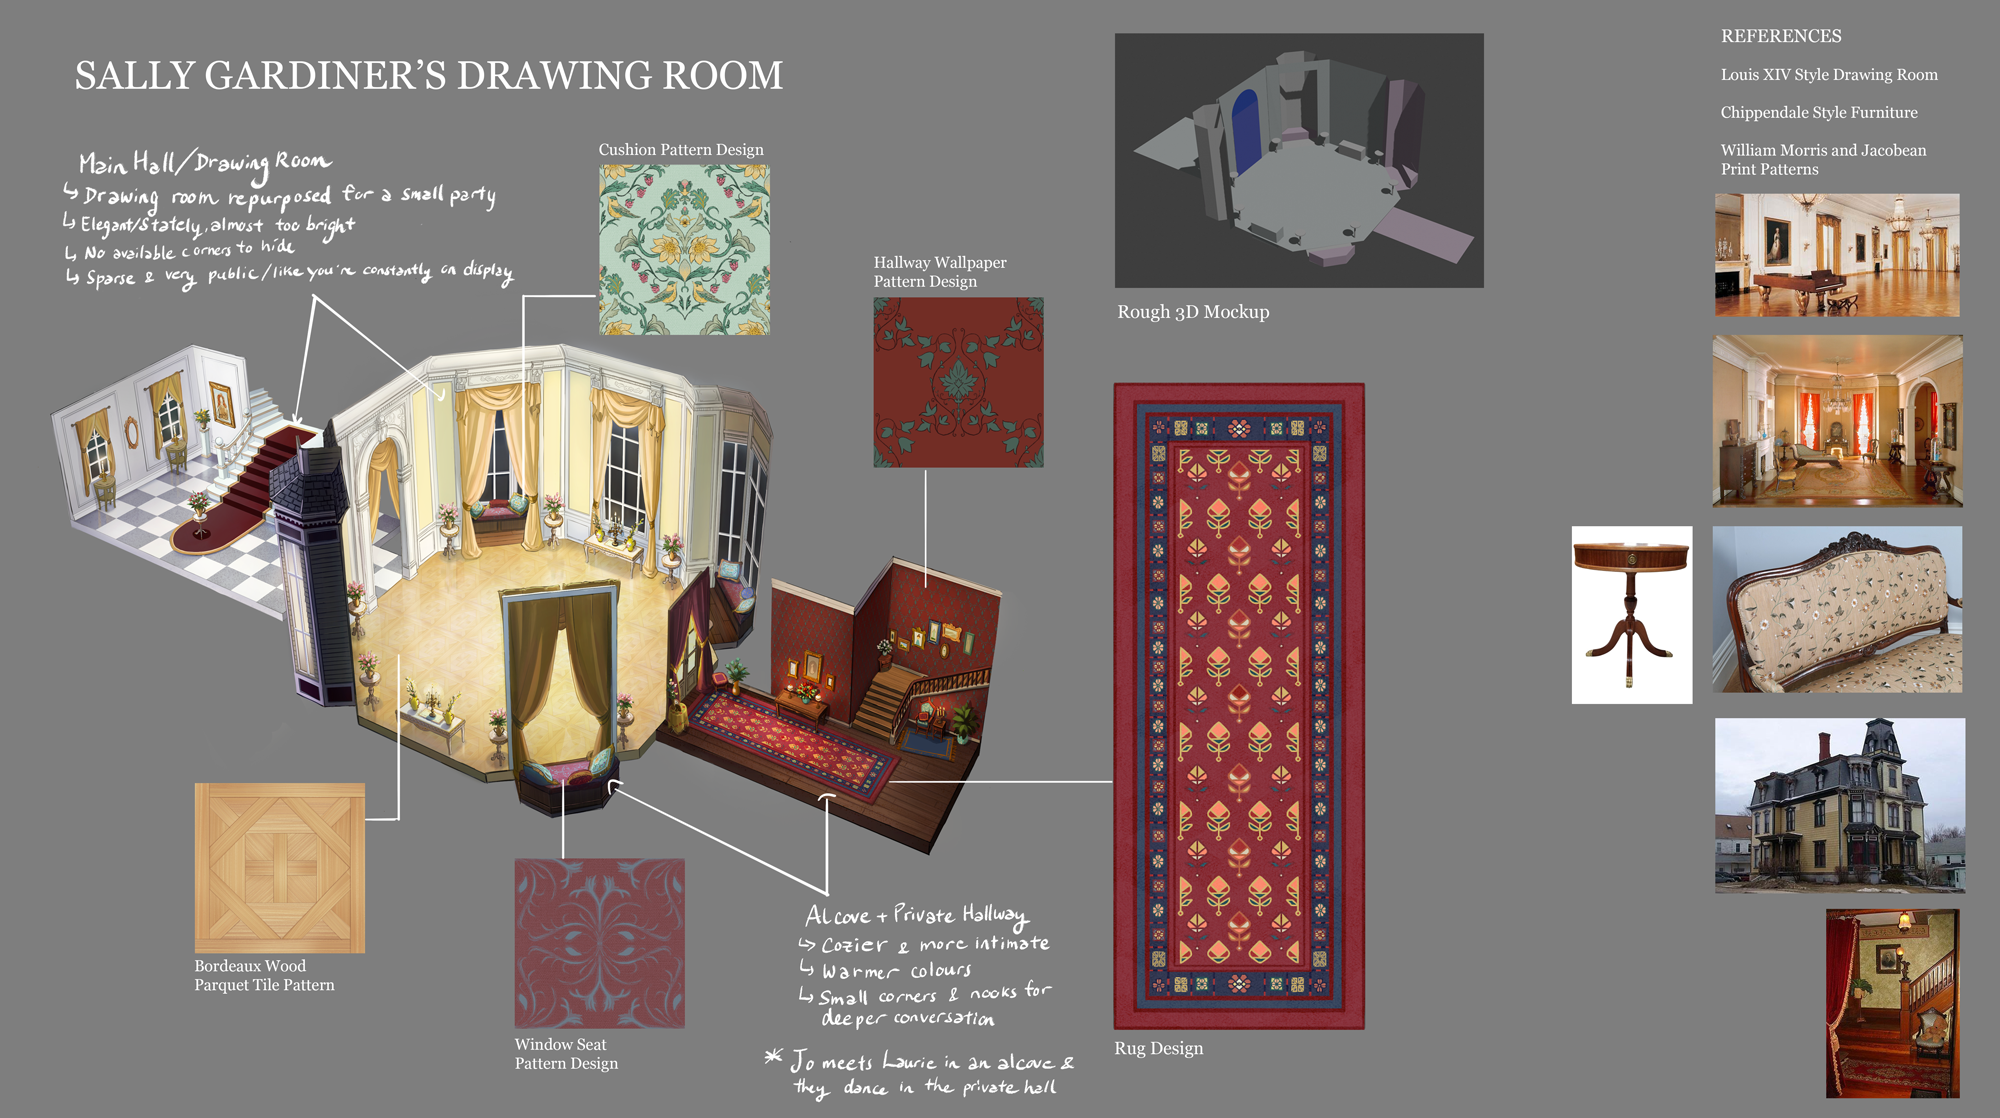 SALLY GARDINER’S DRAWING ROOM
Main Hall/Drawing Room
↳ Drawing room repurposed for a small party
↳ Elegant/Stately, almost too bright
↳ No available corners to hide
↳ Sparse & very public/like you're constantly on display
Cushion Pattern Design
Hallway Wallpaper
Pattern Design
Rough 3D Mockup
REFERENCES
Louis XIV Style Drawing Room
Chippendale Style Furniture
William Morris and Jacobean
Print Patterns
Bordeaux Wood
Parquet Tile Pattern
Window Seat
Pattern Design
Alcove + Private Hallway
↳ Cozier & more intimate
↳ Warmer colours
↳ Small corners & nooks for
deeper conversation
* Jo meets Laurie in an alcove &
they dance in the private hall
Rug Design